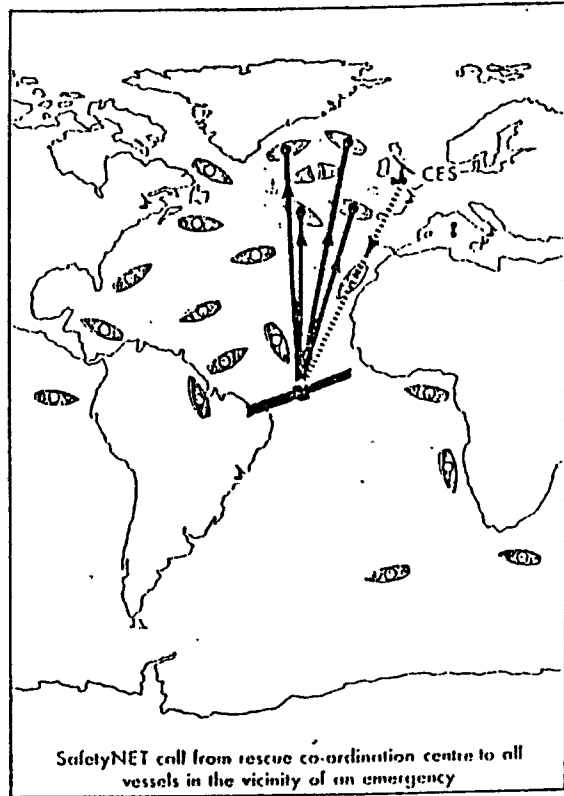 CES
SafetyNET call from rescue co-ordination centre to all
vessels in the vicinity of an emergency